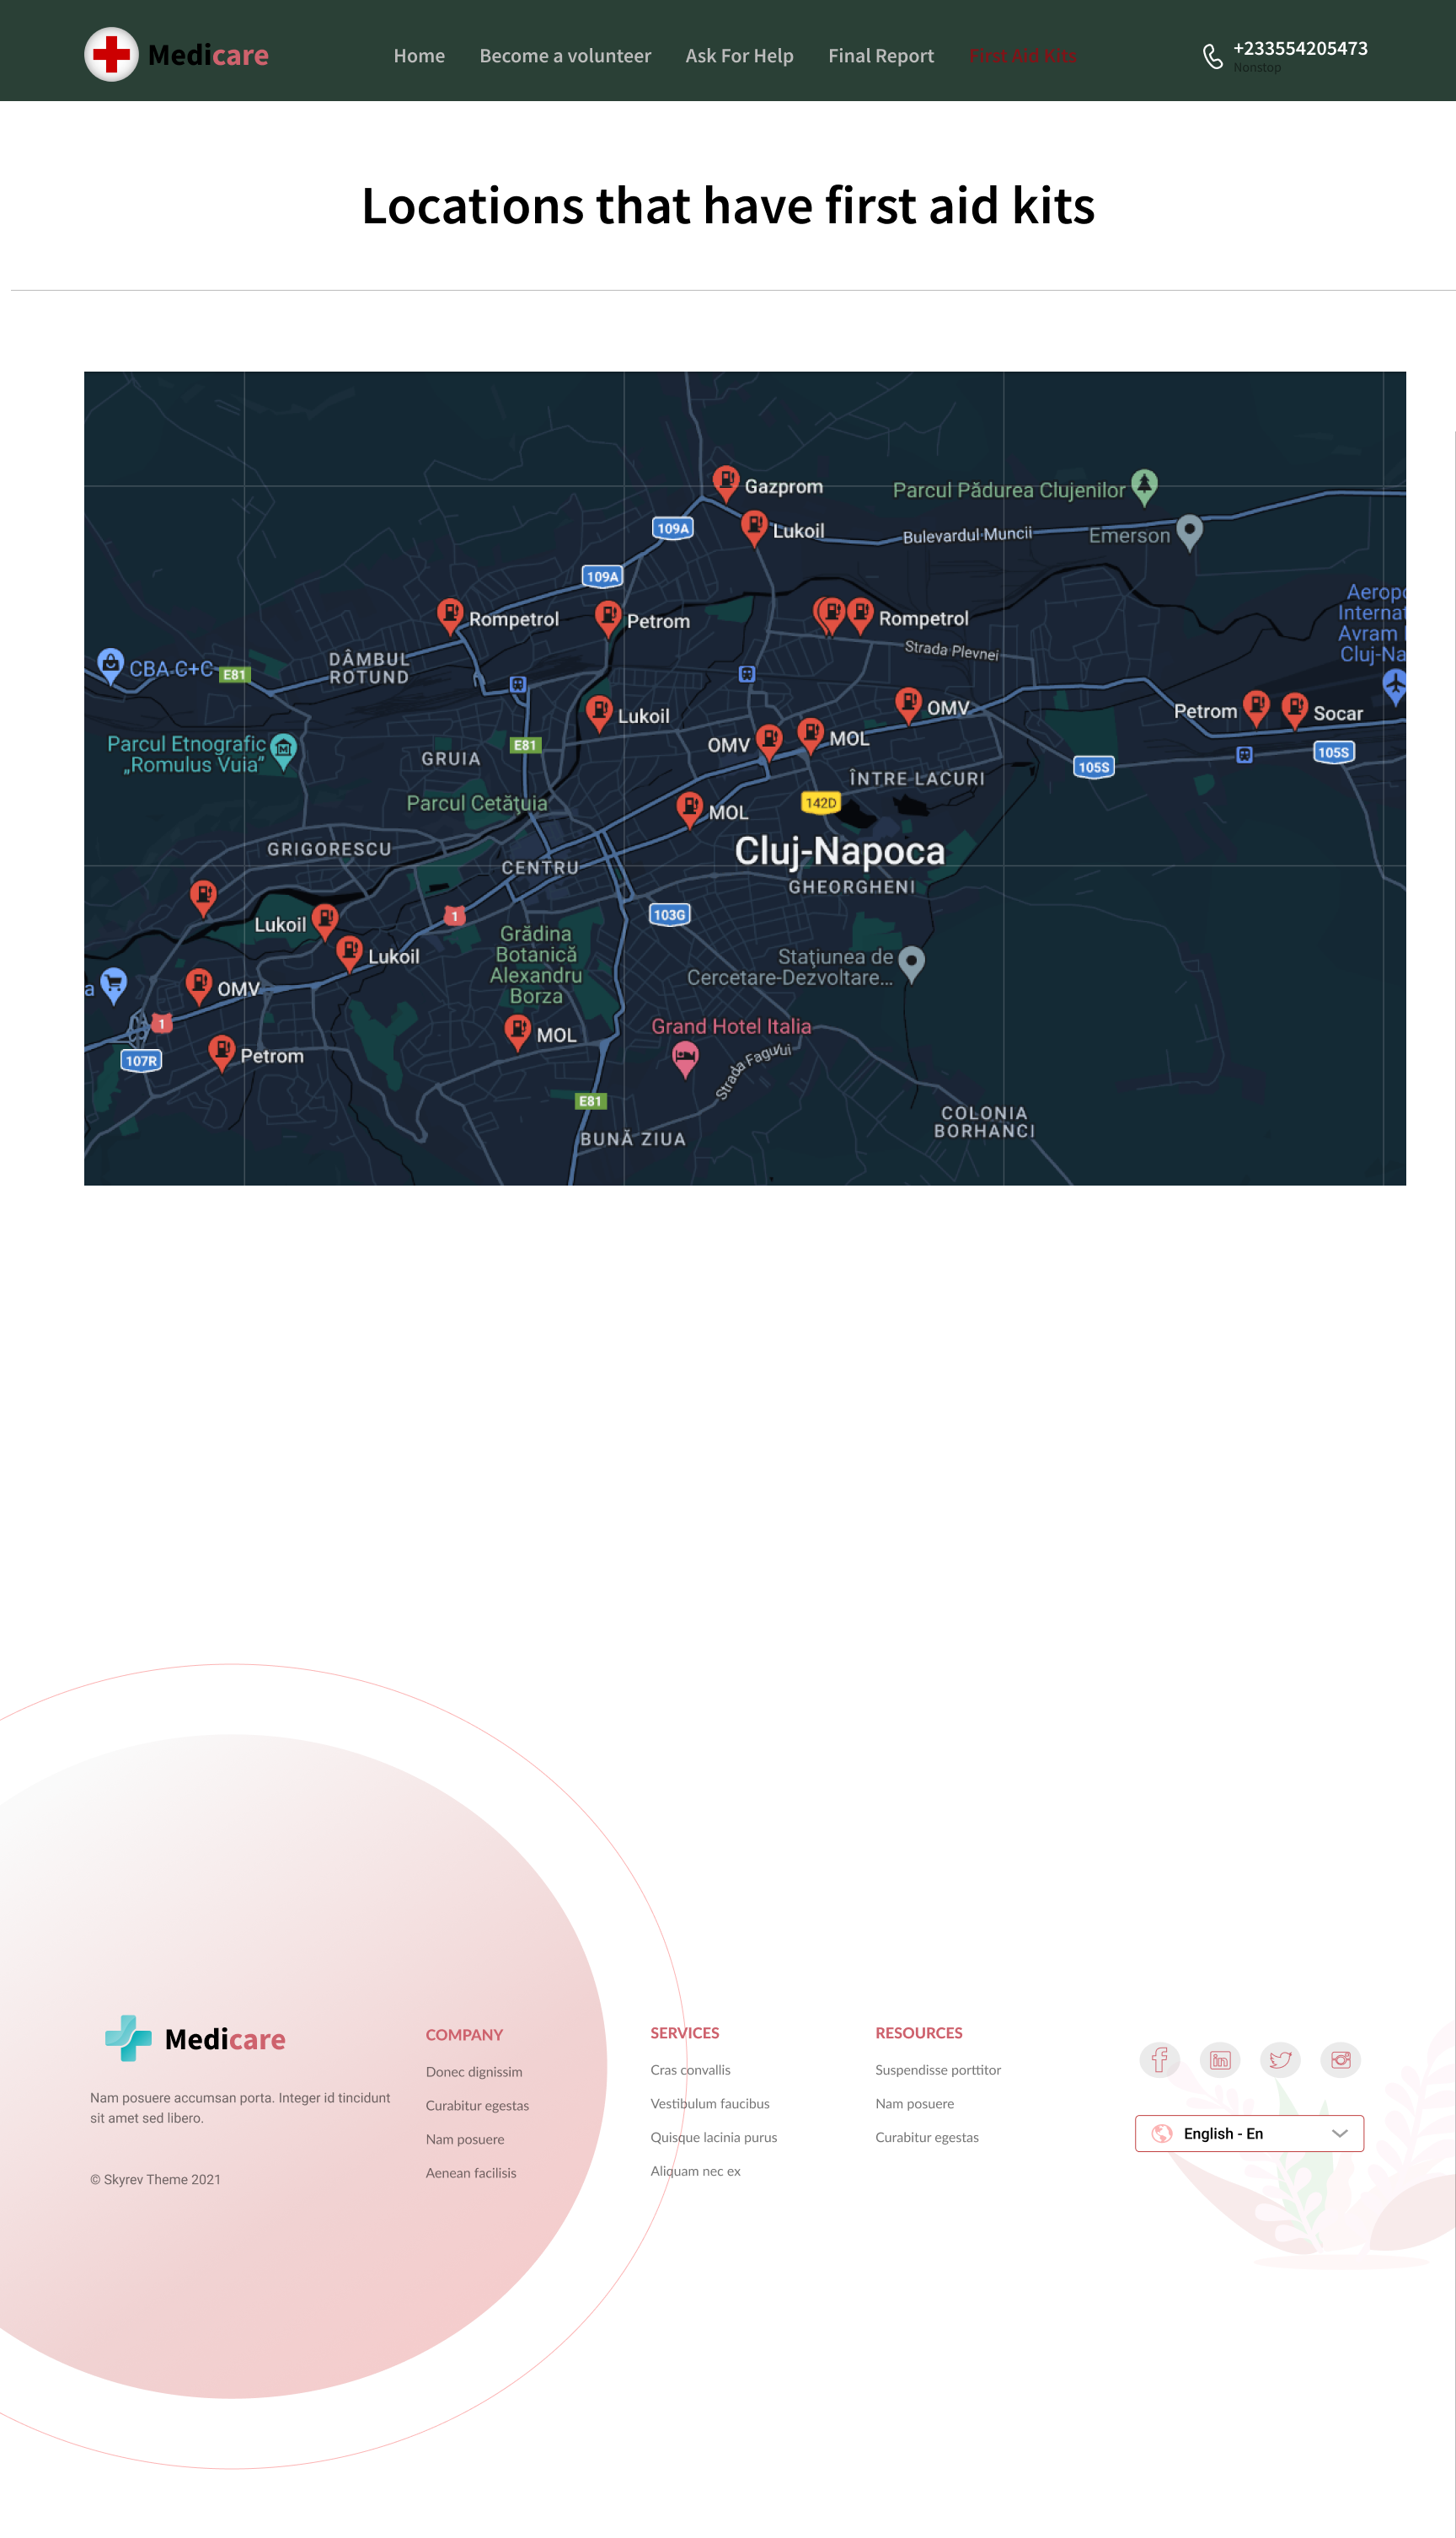 Medicare
Home Become a volunteer Ask For Help Final Report First Aid Kits
+233554205473
Nonstop
Locations that have first aid kits
Gazprom
Parcul Pădurea Clujenilor
109A
Lukoil
Bulevardul Muncii
Emerson
109A
Rompetrol
Petrom
Rompetrol
Strada Plevnei
DÂMBUL
ROTUND
CBA C+C
E81
Lukoil
OMV
Petrom
Socar
Parcul Etnografic
„Romulus Vuia”
E81
OMV
MOL
105S
105S
GRUIA
ÎNTRE LACURI
Parcul Cetățuia
142D
MOL
GRIGORESCU
Cluj-Napoca
CENTRU
GHEORGHENI
Lukoil
1
103G
Grădina
Botanică
Alexandru
Borza
Lukoil
Stațiunea de
Cercetare-Dezvoltare...
a
OMV
1
107R
Petrom
MOL
Grand Hotel Italia
Strada Fagului
E81
BUNĂ ZIUA
COLONIA
BORHANCI
Medicare
Nam posuere accumsan porta. Integer id tincidunt
sit amet sed libero.
© Skyrev Theme 2021
COMPANY
Donec dignissim
Curabitur egestas
Nam posuere
Aenean facilisis
SERVICES
Cras convallis
Vestibulum faucibus
Quisque lacinia purus
Aliquam nec ex
RESOURCES
Suspendisse porttitor
Nam posuere
Curabitur egestas
English - En